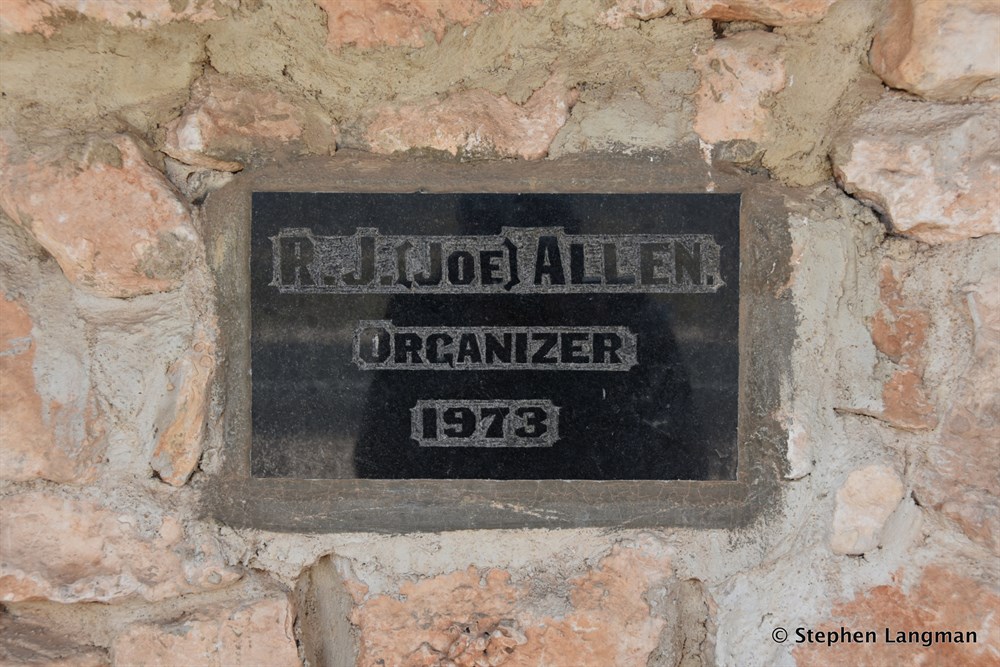 R.J.(JOE) ALLEN.
ORGANIZER
1973
© Stephen Langman